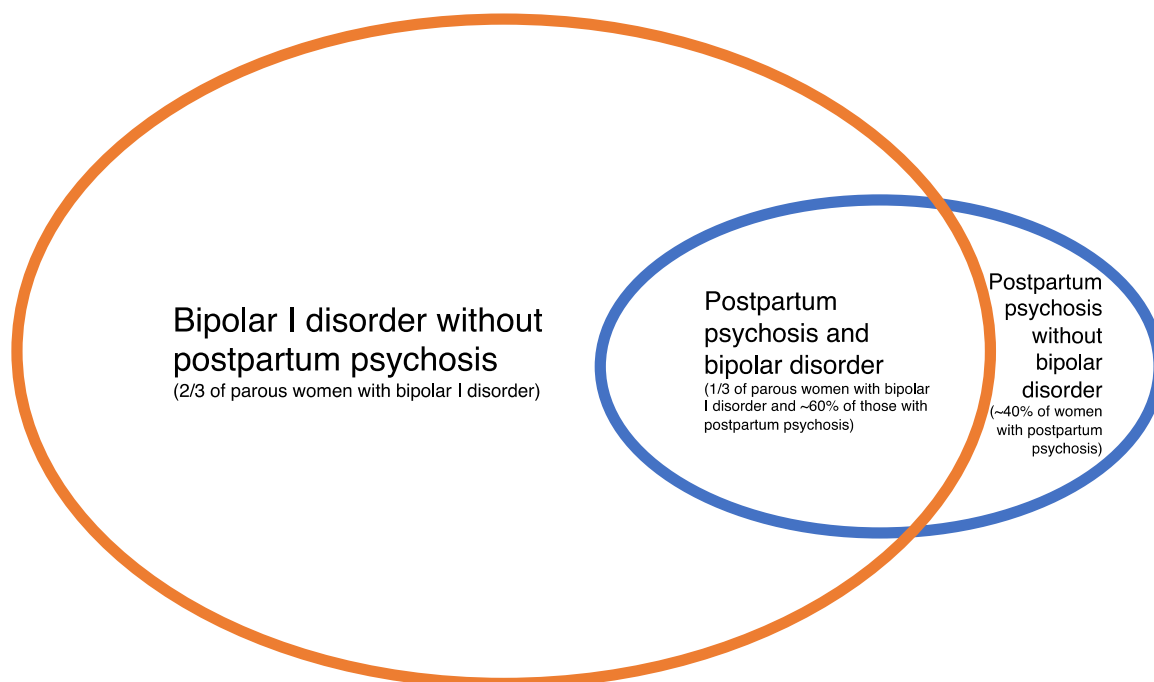 Bipolar I disorder without
postpartum psychosis
(2/3 of parous women with bipolar I disorder)
Postpartum
psychosis and
bipolar disorder
(1/3 of parous women with bipolar
I disorder and ~60% of those with
postpartum psychosis)
Postpartum
psychosis
without
bipolar
disorder
(~40% of women
with postpartum
psychosis)